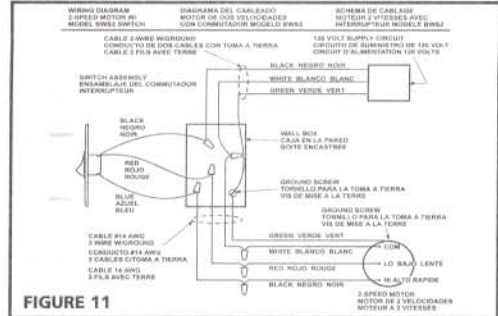 WIRING DIAGRAM
2-SPEED MOTOR W/
MODEL BWS2 SWITCH
DIAGRAMA DEL CABLEADO
MOTOR DE DOS VELOCIDADES
CON CONMUTADOR MODELO BWS2
SCHEMA DE CABLAGE
MOTEUR 2 VITESSES AVEC
INTERRUPTEUR MODELE BWS2
CABLE 2-WIRE W/GROUND
CONDUCTO DE DOS CABLES CON TOMA A TIERRA
CABLE 2 FILS AVEC TERRE
120 VOLT SUPPLY CIRCUIT
CIRCUITO DE SUMINISTRO DE 120 VOLT
CIRCUIT D'ALIMENTATION 120 VOLTS
BLACK NEGRO NOIR
WHITE BLANCO BLANC
GREEN VERDE VERT
SWITCH ASSEMBLY
ENSAMBLAJE DEL COMMUTADOR
INTERRUPTEUR
BLACK
NEGRO
NOIR
RED
ROJO
ROUGE
BLUE
AZUEL
BLEU
WALL BOX
CAJA EN LA PARED
BOITE ENCASTREE
GROUND SCREW
TORNILLO PARA LA TOMA A TIERRA
VIS DE MISE A LA TERRE
CABLE #14 AWG
3 WIRE W/GROUND
CONDUCTO #14 AWG
3 CABLES C/TOMA A TIERRA
CABLE 14 AWG
3 FILS AVEC TERRE
GROUND SCREW
TONNILLO PARA LA TOMA A TIERRA
VIS DE MISE A LA TERRE
GREEN VERDE VERT
WHITE BLANCO BLANC
RED ROJO ROUGE
BLACK NEGRO NOIR
COM
LO BAJO LENTE
HI ALTO RAPIDE
2-SPEED MOTOR
MOTOR DE 2 VELOCIDADES
MOTEUR A 2 VITESSES
FIGURE 11